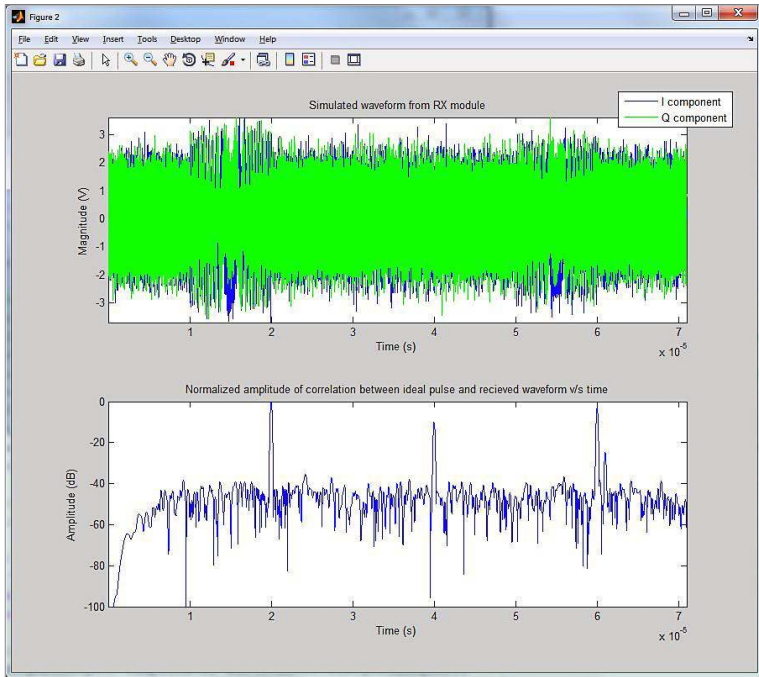 Figure 2
File Edit View Insert Tools Desktop Window Help
Simulated waveform from RX module
I component
Q component
3
2
1
0
-1
-2
-3
Magnitude (V)
1 2 3 4 5 6 7
Time (s)
x 10^-5
Normalized amplitude of correlation between ideal pulse and recieved waveform v/s time
0
-20
-40
-60
-80
-100
Amplitude (dB)
1 2 3 4 5 6 7
Time (s)
x 10^-5